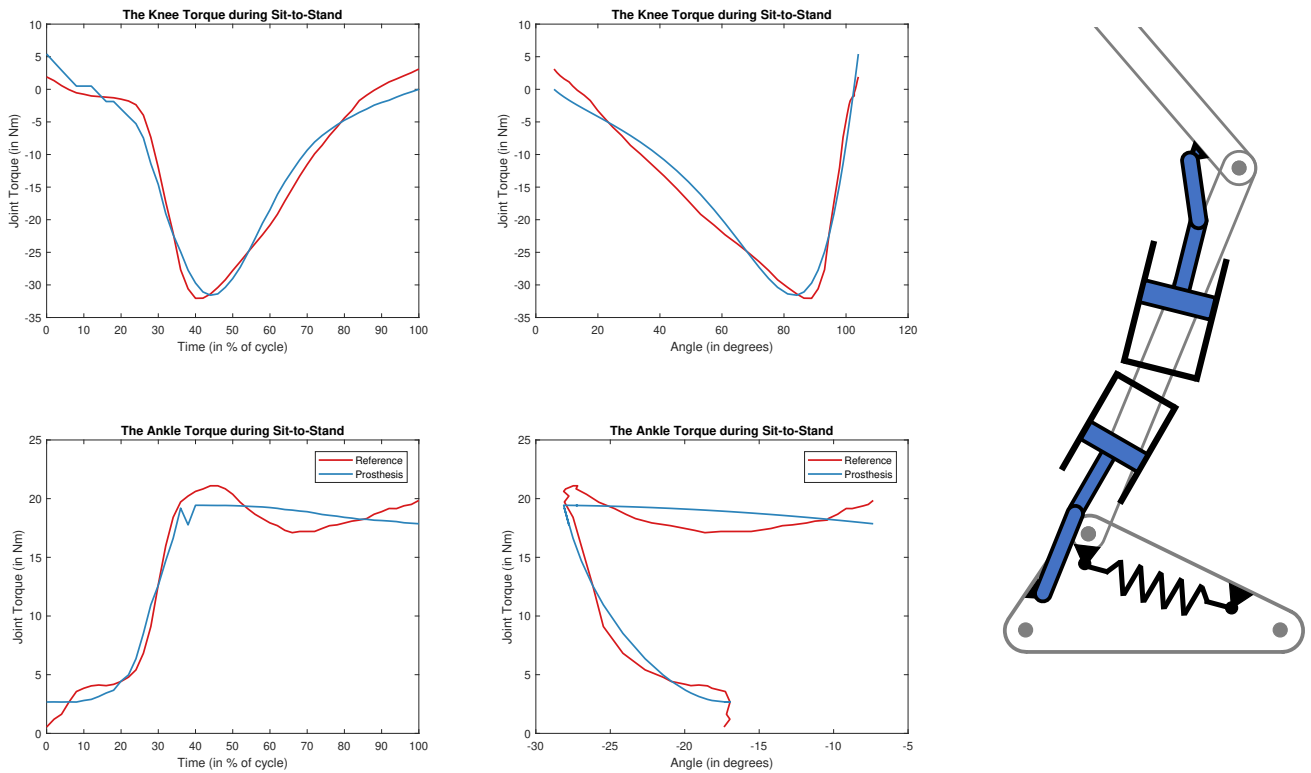 The Knee Torque during Sit-to-Stand
10
5
0
-5
-10
-15
-20
-25
-30
-35
Joint Torque (in Nm)
0 10 20 30 40 50 60 70 80 90 100
Time (in % of cycle)
The Knee Torque during Sit-to-Stand
10
5
0
-5
-10
-15
-20
-25
-30
-35
Joint Torque (in Nm)
0 20 40 60 80 100 120
Angle (in degrees)
The Ankle Torque during Sit-to-Stand
25
20
15
10
5
0
Joint Torque (in Nm)
Reference
Prosthesis
0 10 20 30 40 50 60 70 80 90 100
Time (in % of cycle)
The Ankle Torque during Sit-to-Stand
25
20
15
10
5
0
Joint Torque (in Nm)
Reference
Prosthesis
-30 -25 -20 -15 -10 -5
Angle (in degrees)